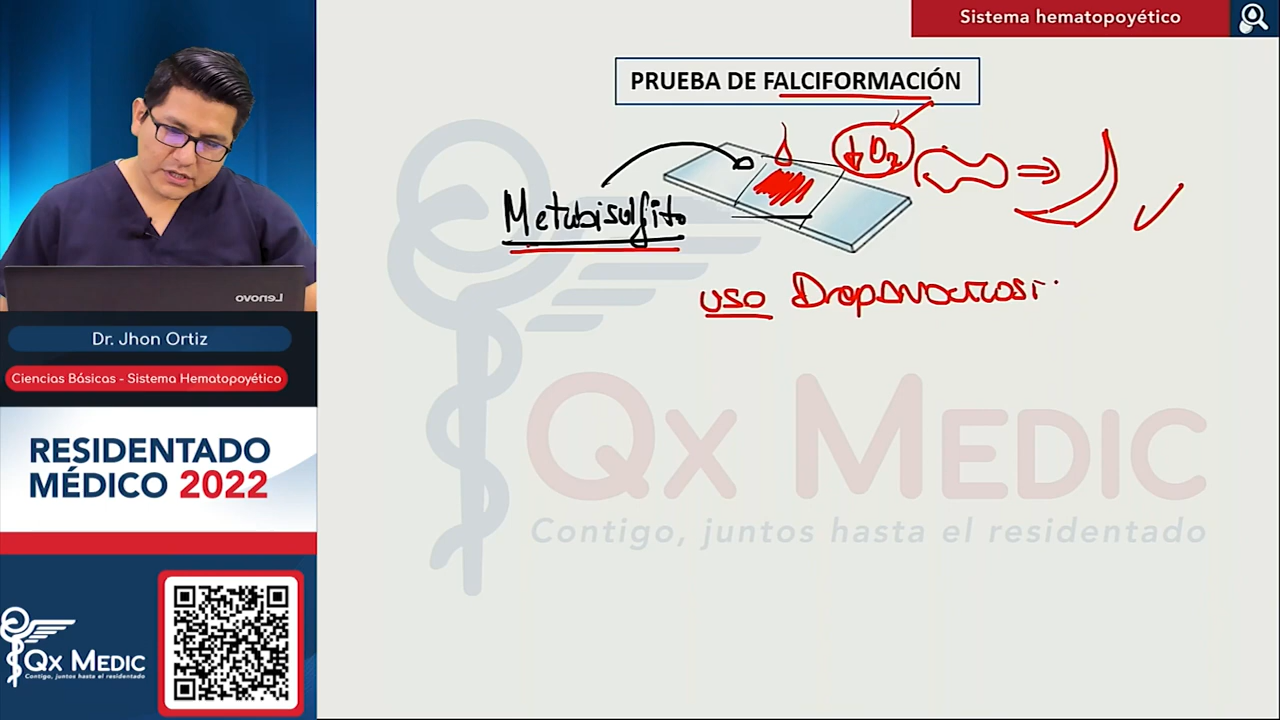 Sistema hematopoyético
PRUEBA DE FALCIFORMACIÓN
↓ O₂
Metabisulfito
uso Drepanocitosi
lenovo
Dr. Jhon Ortiz
Ciencias Básicas - Sistema Hematopoyético
RESIDENTADO
MÉDICO 2022
QX MEDIC
Contigo, juntos hasta el residentado
QX MEDIC
Contigo, juntos hasta el residentado